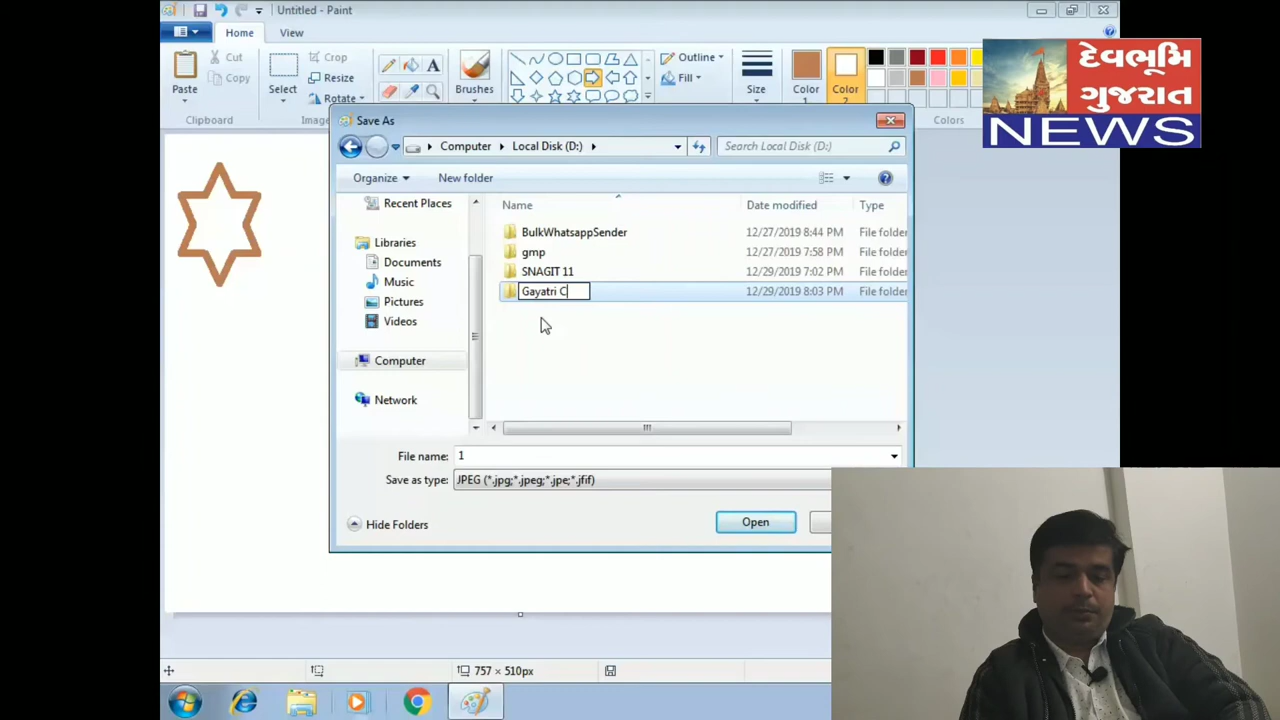 Untitled - Paint
Home
View
Cut
Copy
Paste
Clipboard
Crop
Resize
Rotate
Select
Brushes
Outline
Fill
Size
Color
1
Color
2
Colors
દેવભૂમિ
ગુજરાત
NEWS
Save As
Computer
Local Disk (D:)
Search Local Disk (D:)
Organize
New folder
Name
Date modified
Type
Recent Places
Libraries
Documents
Music
Pictures
Videos
Computer
Network
BulkWhatsappSender 12/27/2019 8:44 PM File folder
gmp 12/27/2019 7:58 PM File folder
SNAGIT 11 12/29/2019 7:02 PM File folder
Gayatri C 12/29/2019 8:03 PM File folder
File name: 1
Save as type: JPEG (*.jpg;*.jpeg;*.jpe;*.jfif)
Hide Folders
Open
757 × 510px